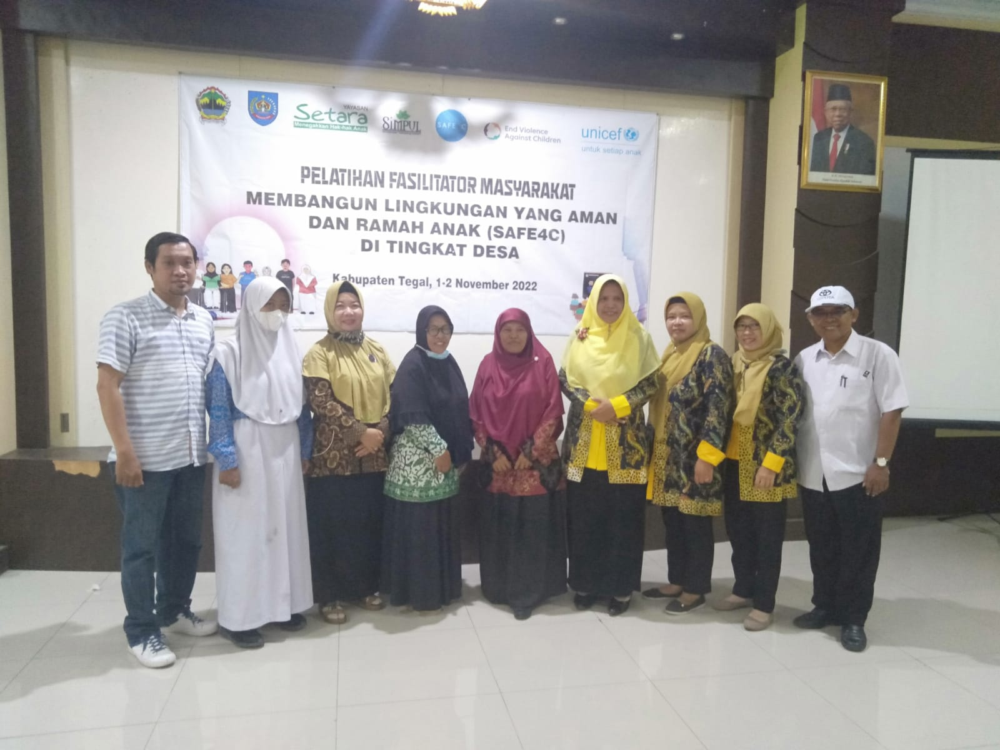 YAYASAN
Setara
Menegakkan Hak-hak Anak
SiMPUL
SAFE4C
End Violence
Against Children
unicef
untuk setiap anak
PELATIHAN FASILITATOR MASYARAKAT
MEMBANGUN LINGKUNGAN YANG AMAN
DAN RAMAH ANAK (SAFE4C)
DI TINGKAT DESA
Kabupaten Tegal, 1-2 November 2022
TOYOTA